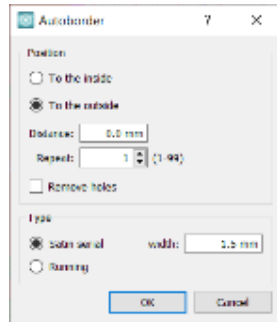 Autoborder ? ×
Position
To the inside
To the outside
Distance: 0.0 mm
Repeat: 1 (1-99)
Remove holes
Type
Satin serial width: 1.5 mm
Running
OK Cancel